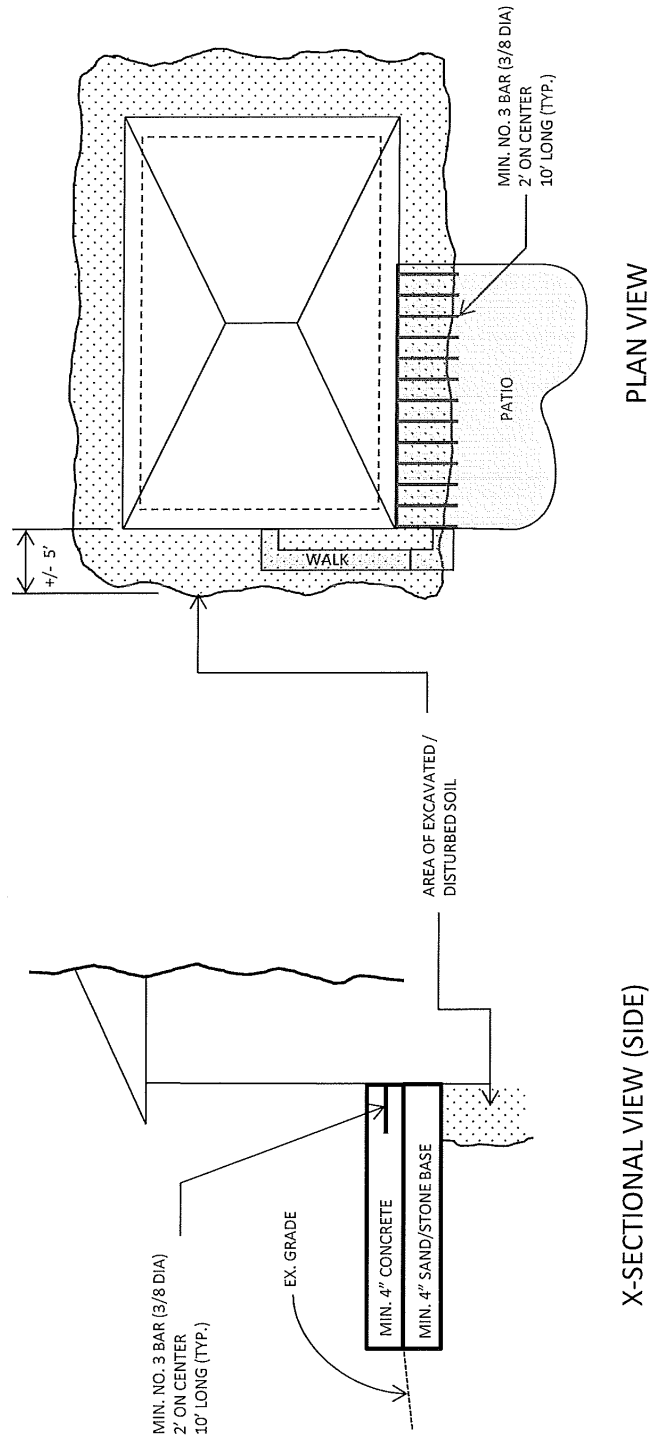 MIN. NO. 3 BAR (3/8 DIA)
2' ON CENTER
10' LONG (TYP.)
EX. GRADE
MIN. 4" CONCRETE
MIN. 4" SAND/STONE BASE
AREA OF EXCAVATED /
DISTURBED SOIL
X-SECTIONAL VIEW (SIDE)
+/- 5'
WALK
PATIO
MIN. NO. 3 BAR (3/8 DIA)
2' ON CENTER
10' LONG (TYP.)
PLAN VIEW